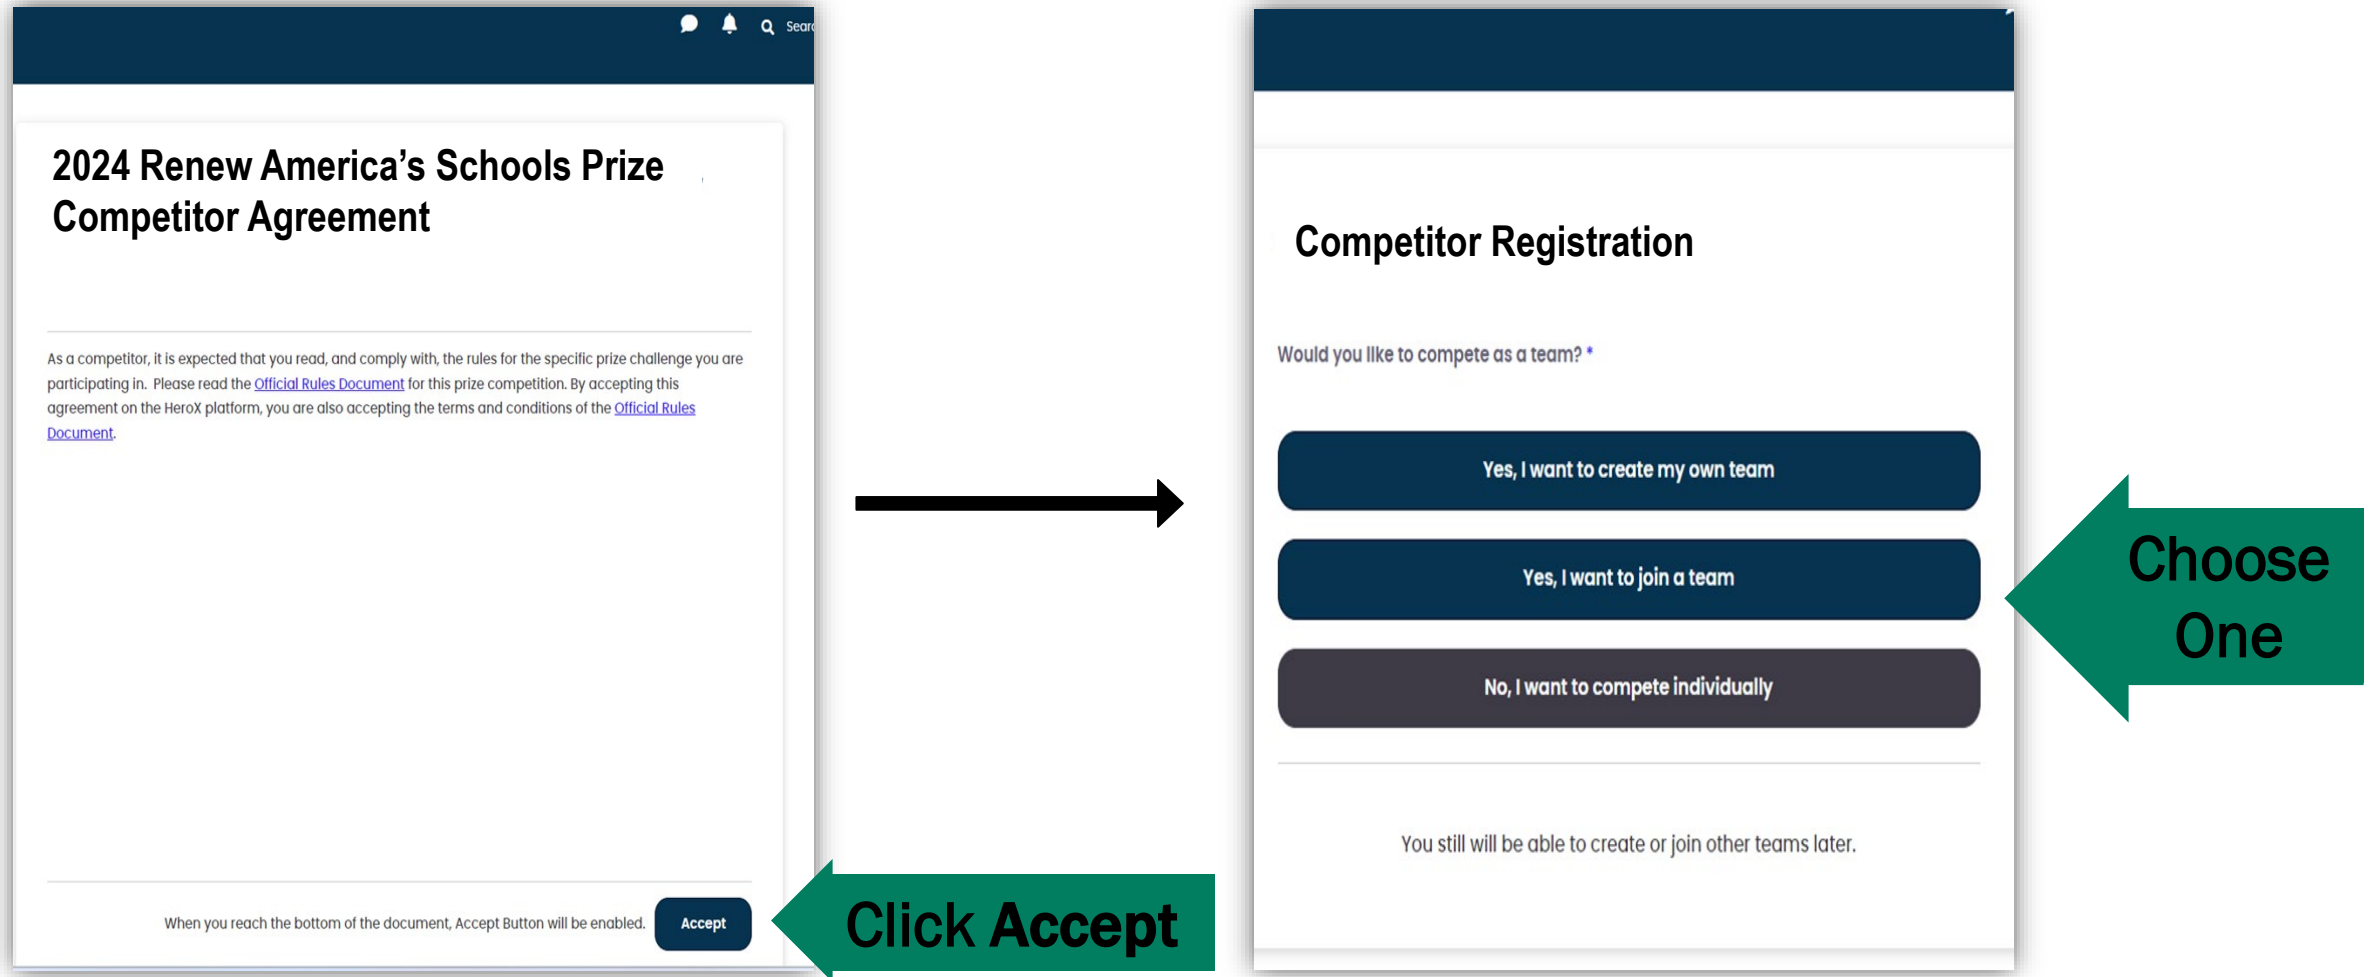 Sear
2024 Renew America’s Schools Prize
Competitor Agreement
As a competitor, it is expected that you read, and comply with, the rules for the specific prize challenge you are
participating in. Please read the Official Rules Document for this prize competition. By accepting this
agreement on the HeroX platform, you are also accepting the terms and conditions of the Official Rules
Document.
When you reach the bottom of the document, Accept Button will be enabled.
Accept
Click Accept
Competitor Registration
Would you like to compete as a team? *
Yes, I want to create my own team
Yes, I want to join a team
No, I want to compete individually
You still will be able to create or join other teams later.
Choose
One